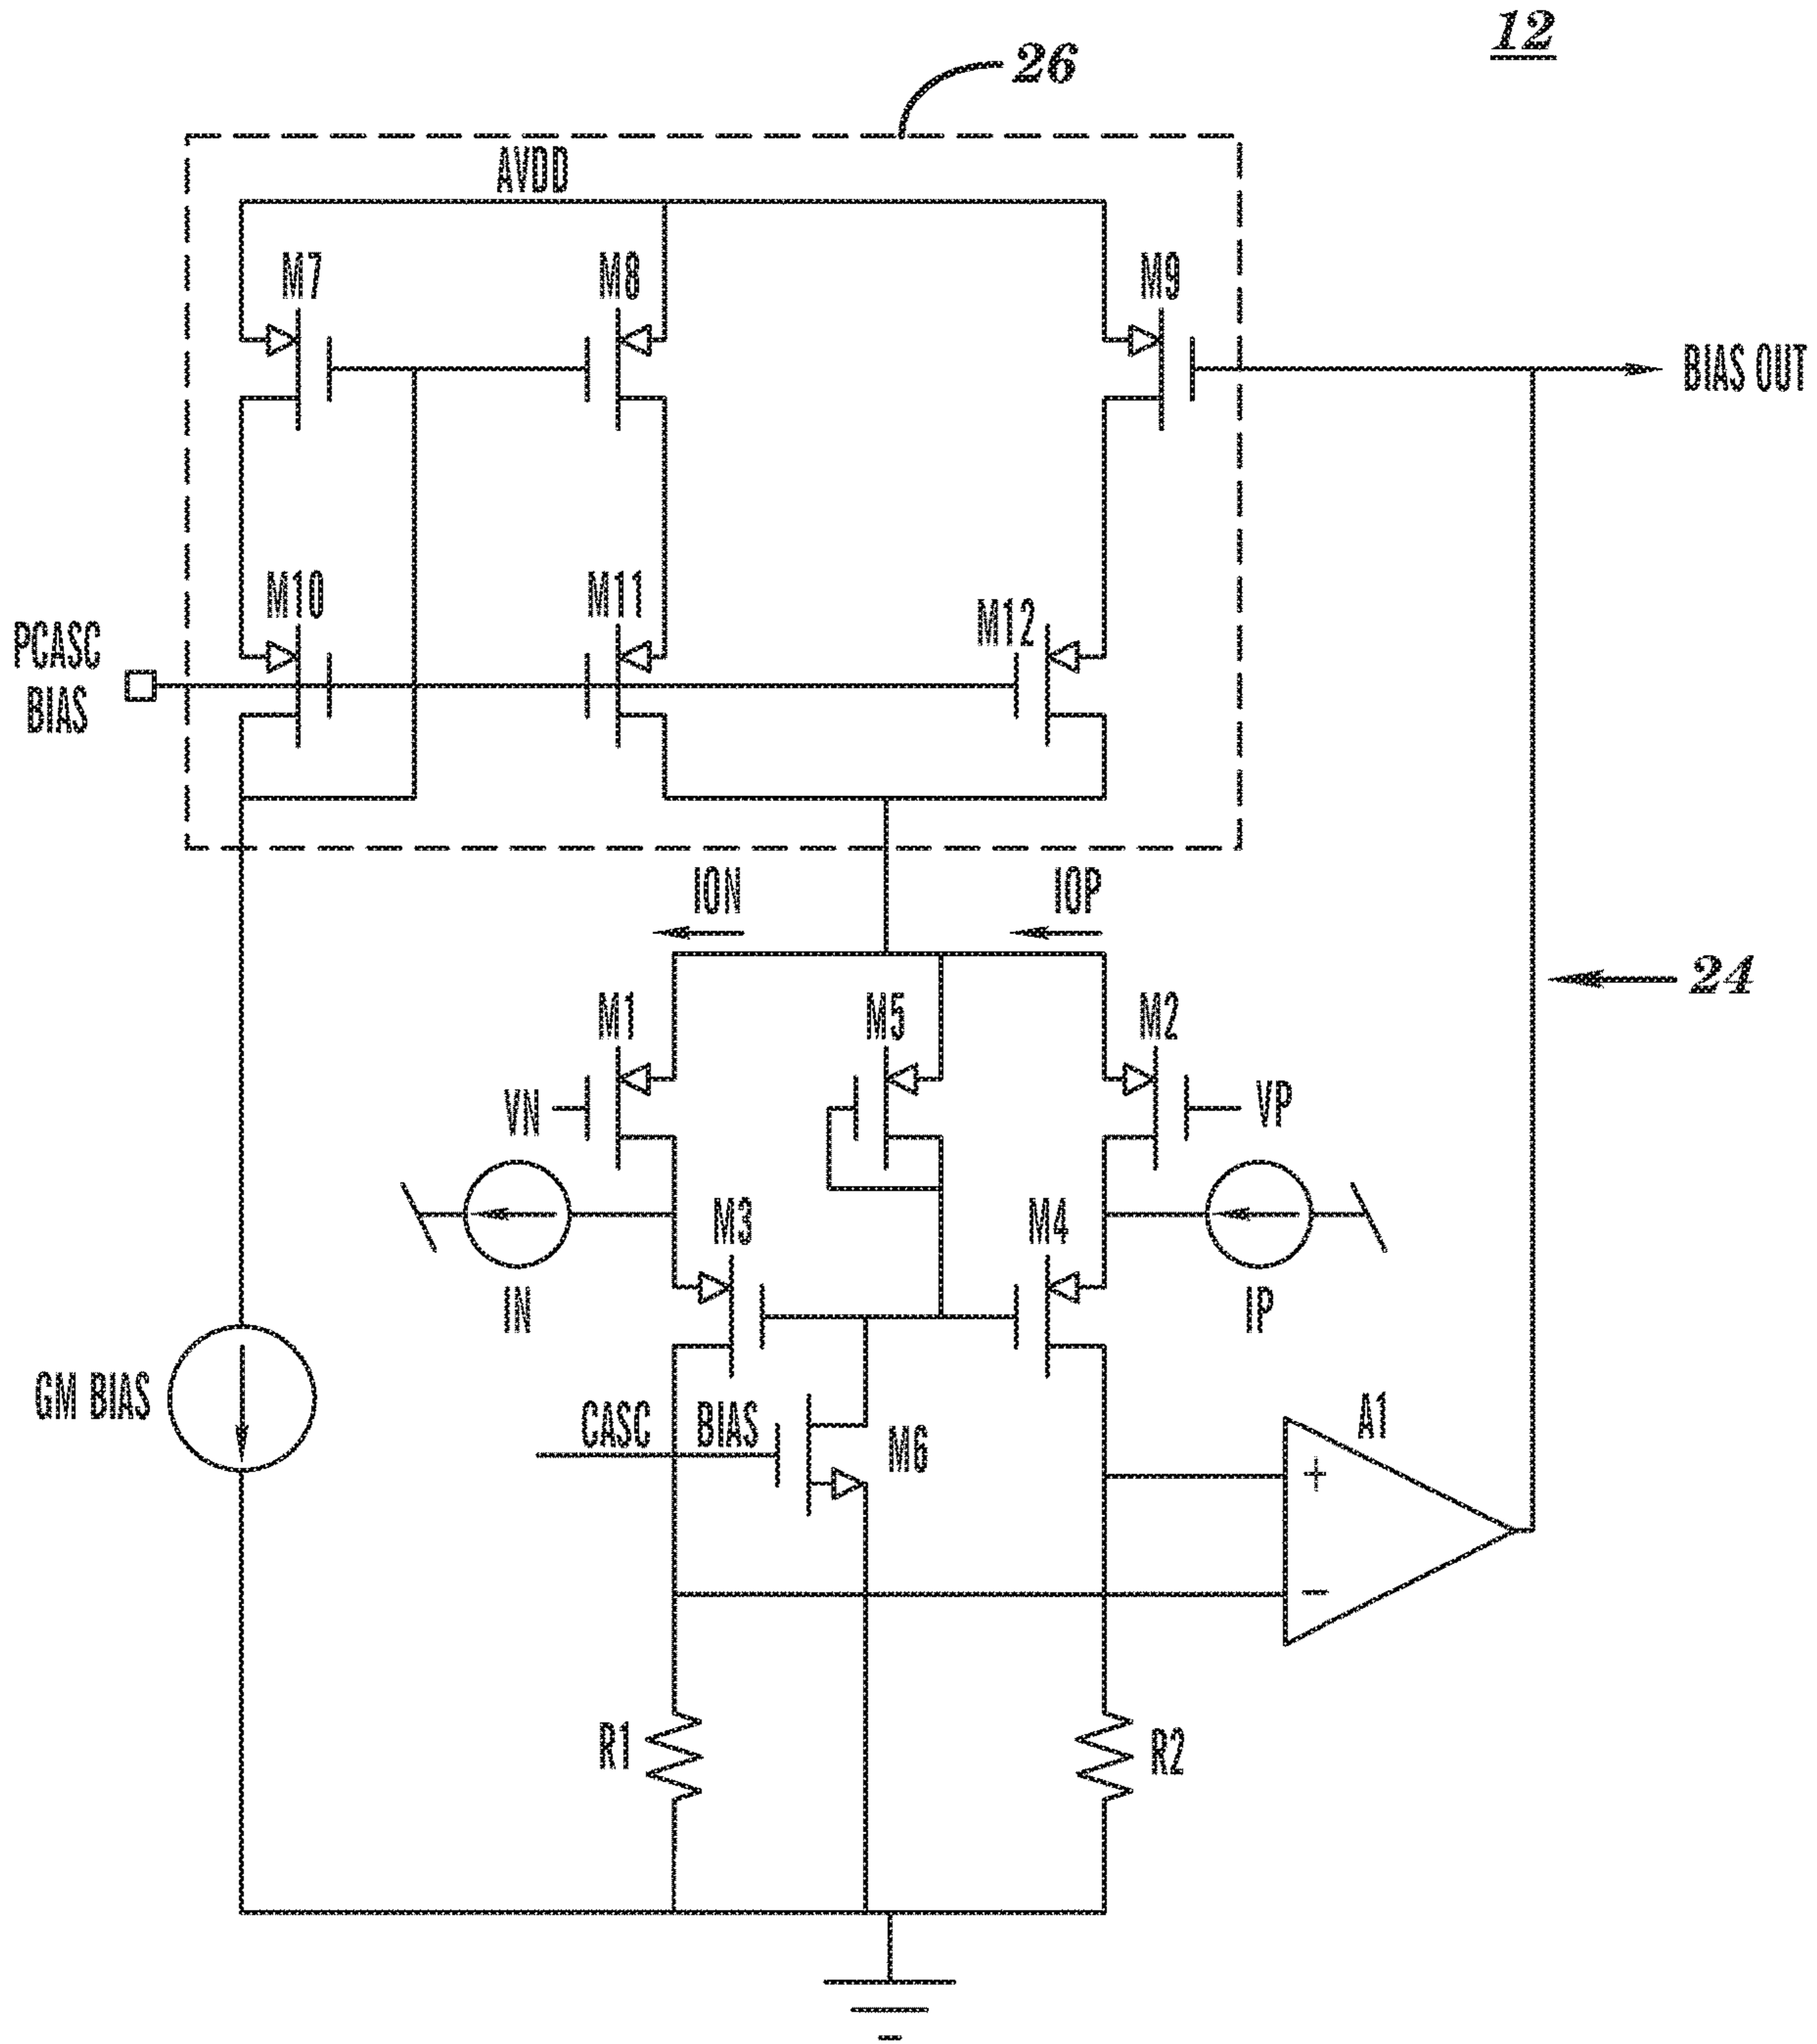 12
26
AVDD
M7
M8
M9
BIAS OUT
M10
M11
M12
PCASC
BIAS
ION
IOP
24
M1
M5
M2
VN
VP
M3
M4
IN
IP
GM BIAS
CASC BIAS
M6
A1
+
−
R1
R2